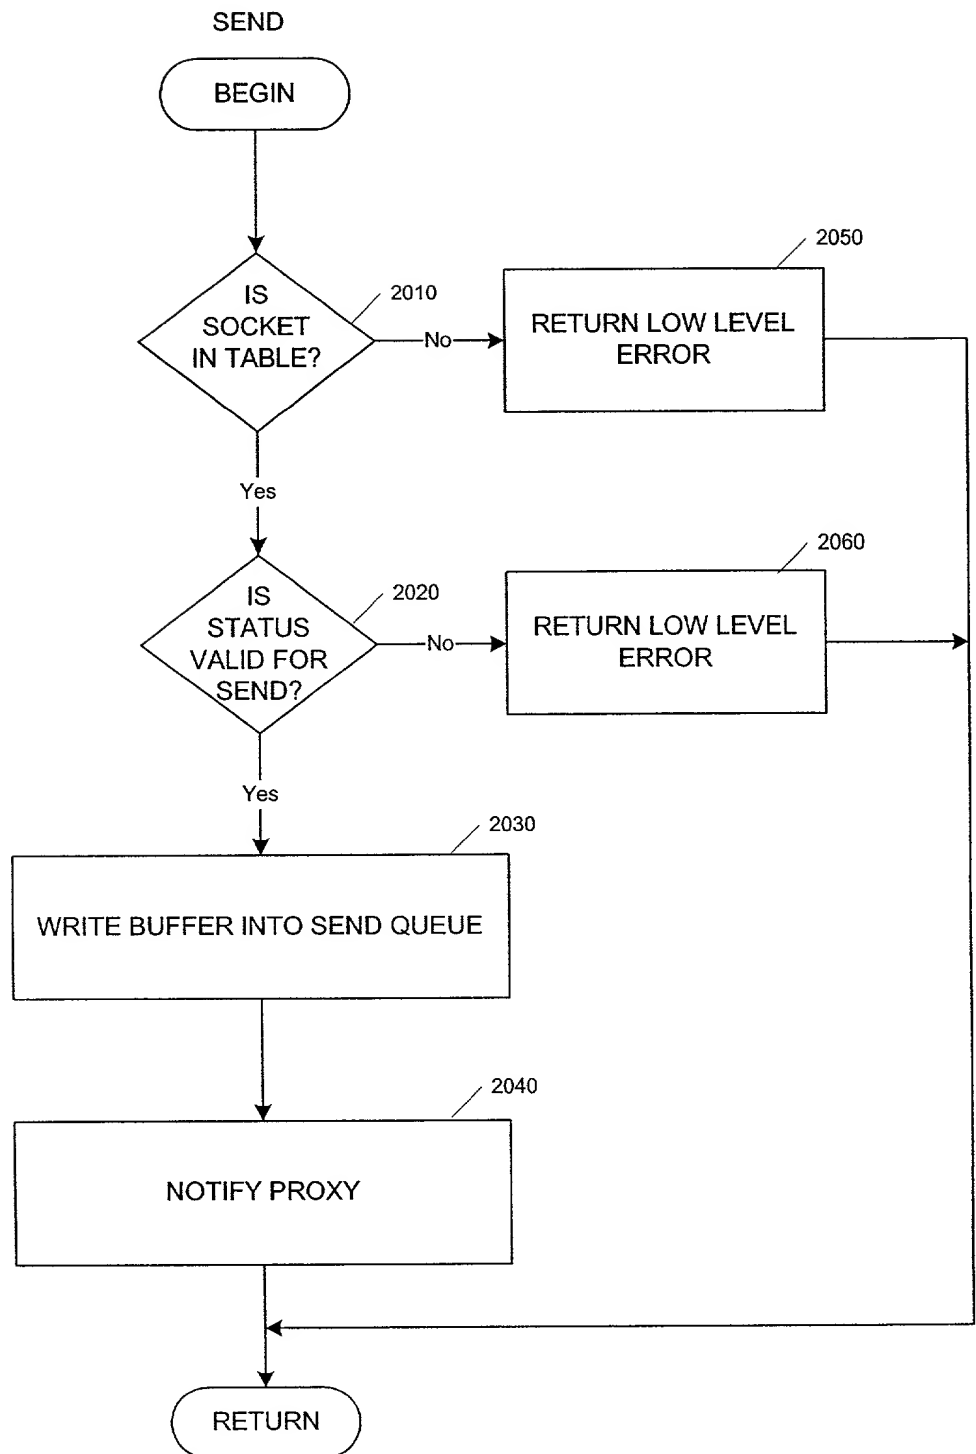 SEND
BEGIN
2050
2010
IS
SOCKET
IN TABLE?
No
RETURN LOW LEVEL
ERROR
Yes
2060
2020
IS
STATUS
VALID FOR
SEND?
No
RETURN LOW LEVEL
ERROR
Yes
2030
WRITE BUFFER INTO SEND QUEUE
2040
NOTIFY PROXY
RETURN